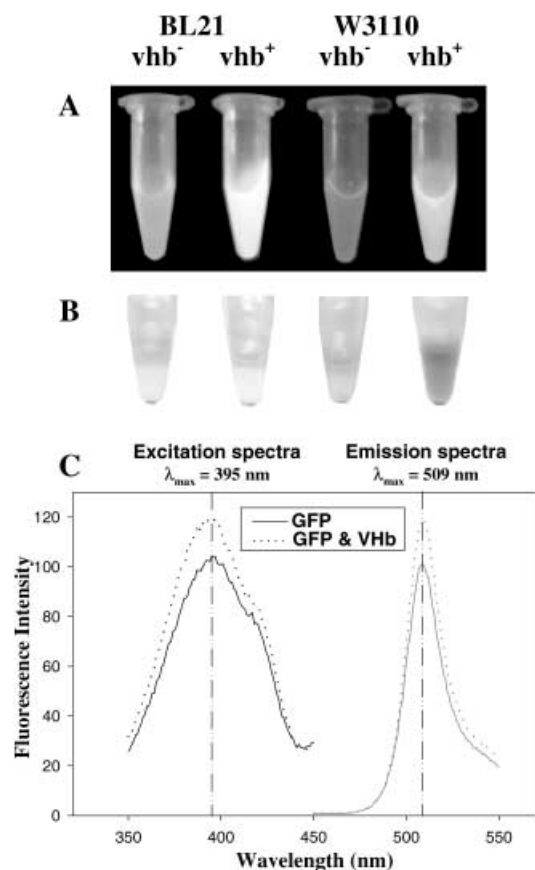 BL21 W3110
vhb⁻ vhb⁺ vhb⁻ vhb⁺
A
B
C
Excitation spectra Emission spectra
λmax = 395 nm λmax = 509 nm
GFP
GFP & VHb
Fluorescence Intensity
120
100
80
60
40
20
0
350 400 450 500 550
Wavelength (nm)